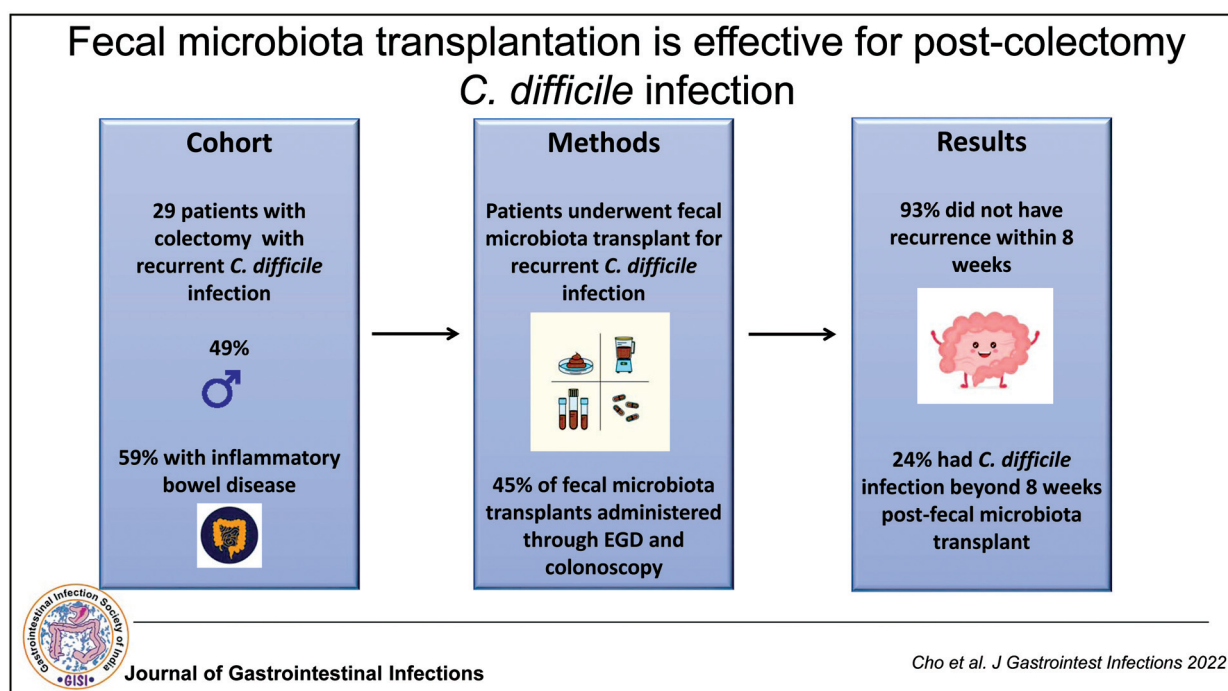 Fecal microbiota transplantation is effective for post-colectomy
C. difficile infection
Cohort
29 patients with
colectomy with
recurrent C. difficile
infection
49%
59% with inflammatory
bowel disease
Methods
Patients underwent fecal
microbiota transplant for
recurrent C. difficile
infection
45% of fecal microbiota
transplants administered
through EGD and
colonoscopy
Results
93% did not have
recurrence within 8
weeks
24% had C. difficile
infection beyond 8 weeks
post-fecal microbiota
transplant
Gastrointestinal Infection Society of India
GISI
Journal of Gastrointestinal Infections
Cho et al. J Gastrointest Infections 2022